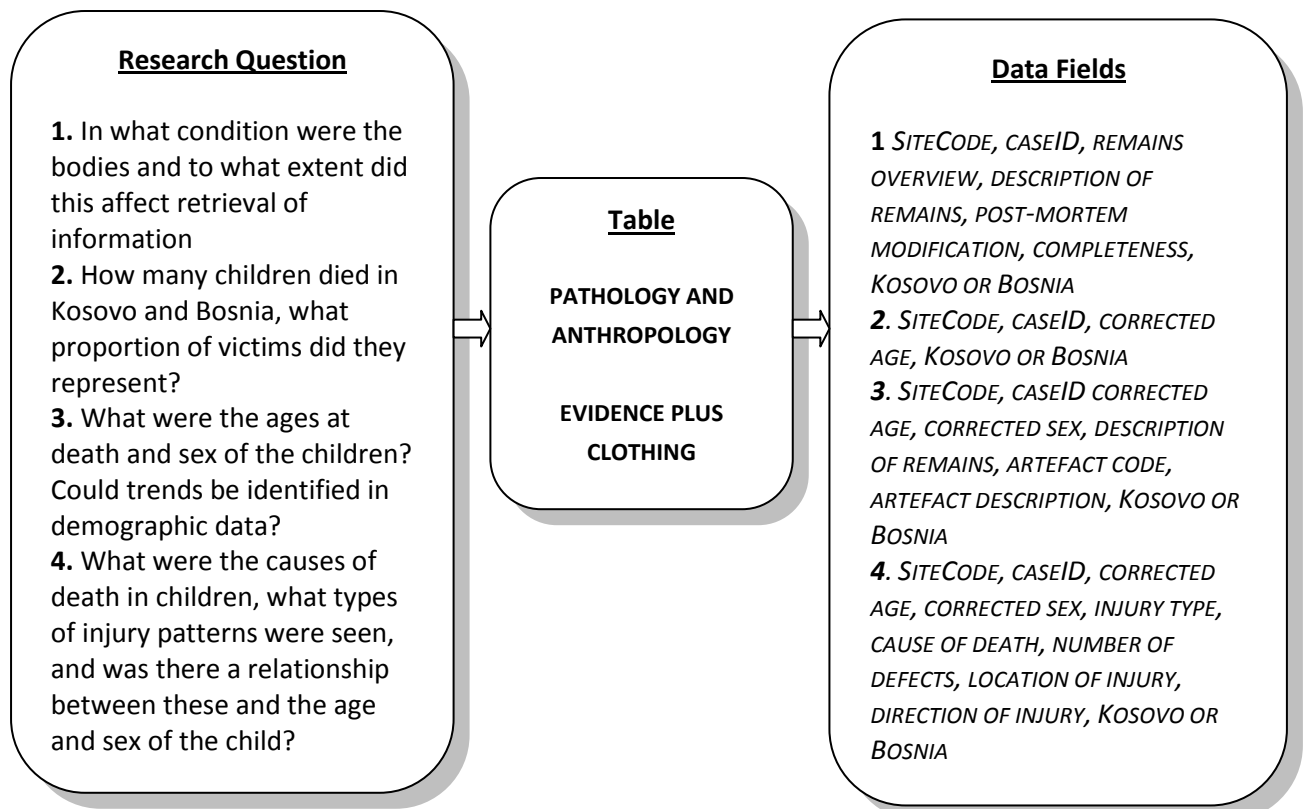 Research Question
1. In what condition were the
bodies and to what extent did
this affect retrieval of
information
2. How many children died in
Kosovo and Bosnia, what
proportion of victims did they
represent?
3. What were the ages at
death and sex of the children?
Could trends be identified in
demographic data?
4. What were the causes of
death in children, what types
of injury patterns were seen,
and was there a relationship
between these and the age
and sex of the child?
Table
PATHOLOGY AND
ANTHROPOLOGY
EVIDENCE PLUS
CLOTHING
Data Fields
1 SITECODE, CASEID, REMAINS
OVERVIEW, DESCRIPTION OF
REMAINS, POST-MORTEM
MODIFICATION, COMPLETENESS,
KOSOVO OR BOSNIA
2. SITECODE, CASEID, CORRECTED
AGE, KOSOVO OR BOSNIA
3. SITECODE, CASEID CORRECTED
AGE, CORRECTED SEX, DESCRIPTION
OF REMAINS, ARTEFACT CODE,
ARTEFACT DESCRIPTION, KOSOVO OR
BOSNIA
4. SITECODE, CASEID, CORRECTED
AGE, CORRECTED SEX, INJURY TYPE,
CAUSE OF DEATH, NUMBER OF
DEFECTS, LOCATION OF INJURY,
DIRECTION OF INJURY, KOSOVO OR
BOSNIA